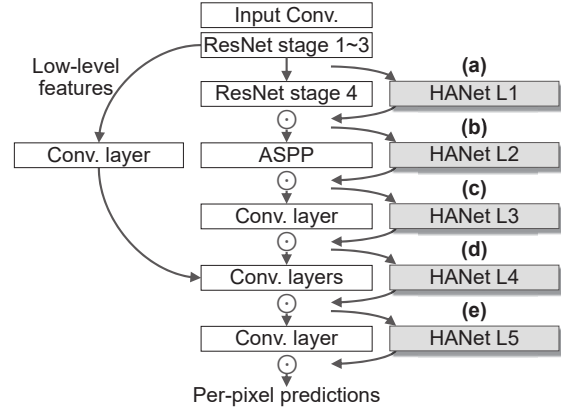 Input Conv.
ResNet stage 1~3
(a)
Low-level
features
ResNet stage 4
HANet L1
(b)
Conv. layer
ASPP
HANet L2
(c)
Conv. layer
HANet L3
(d)
Conv. layers
HANet L4
(e)
Conv. layer
HANet L5
Per-pixel predictions